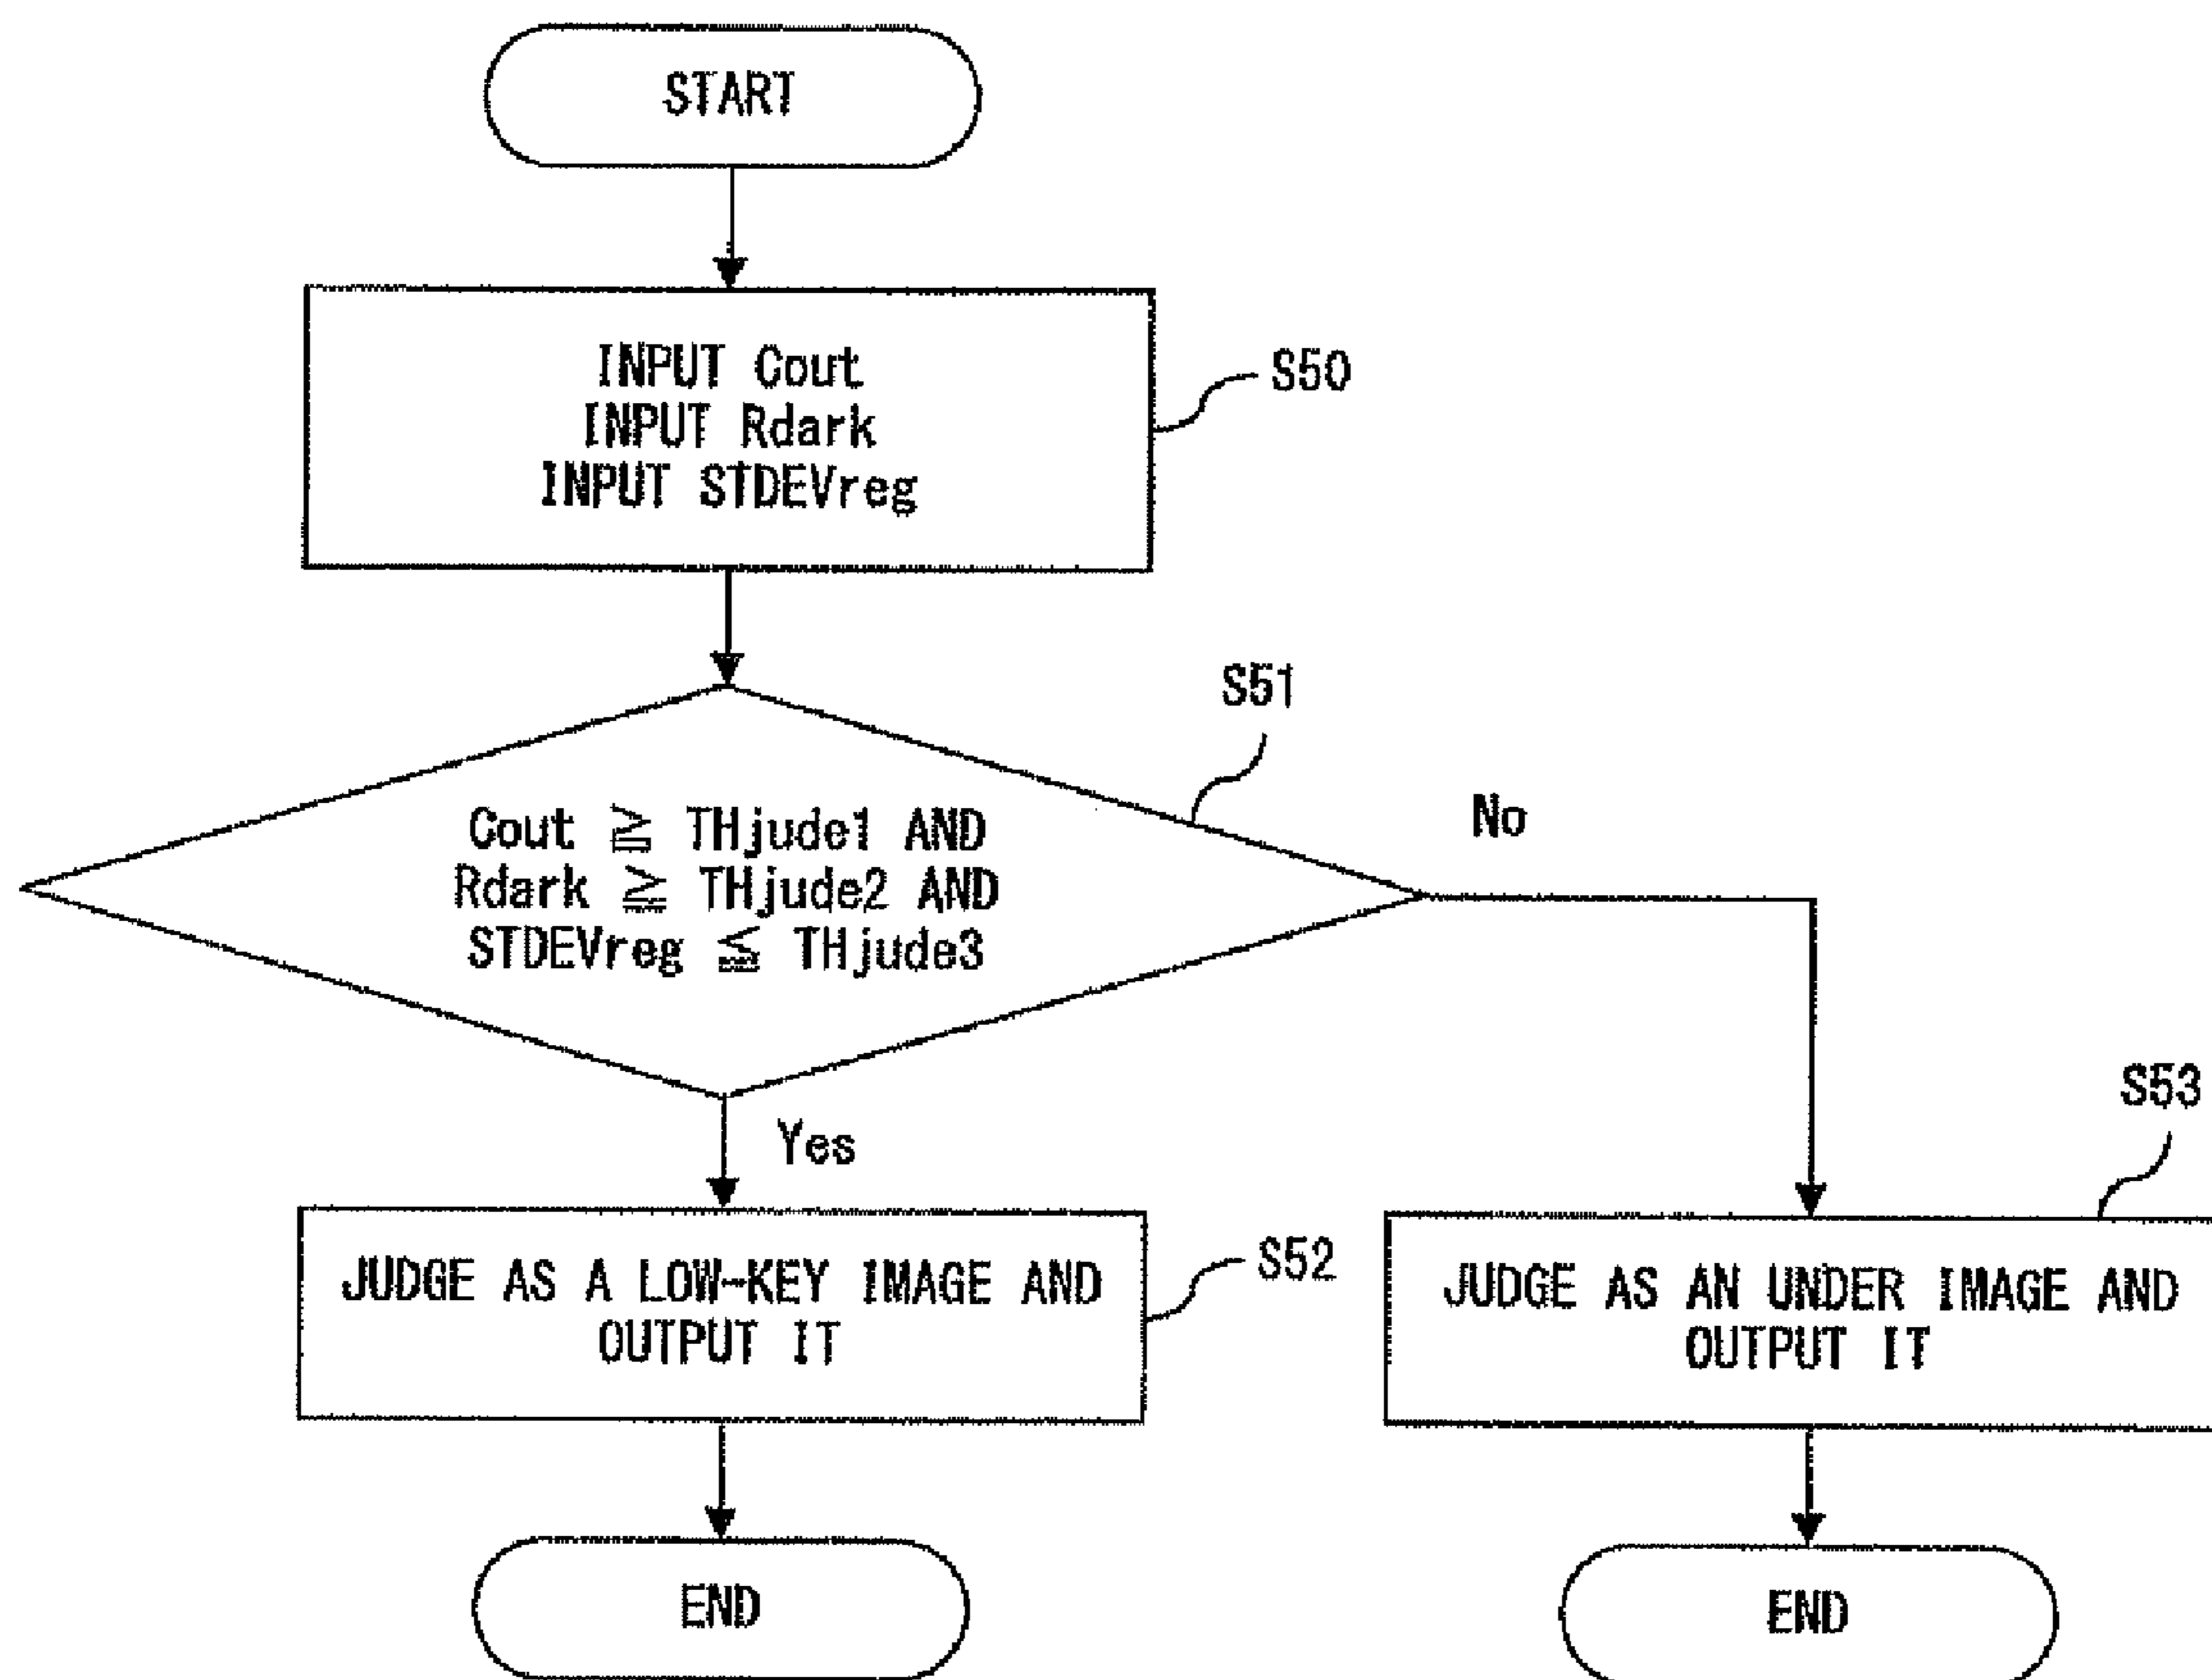 START
INPUT Cout
INPUT Rdark
INPUT STDEVreg
S50
S51
Cout ≧ THjude1 AND
Rdark ≧ THjude2 AND
STDEVreg ≦ THjude3
No
Yes
S53
JUDGE AS A LOW-KEY IMAGE AND
OUTPUT IT
S52
JUDGE AS AN UNDER IMAGE AND
OUTPUT IT
END
END